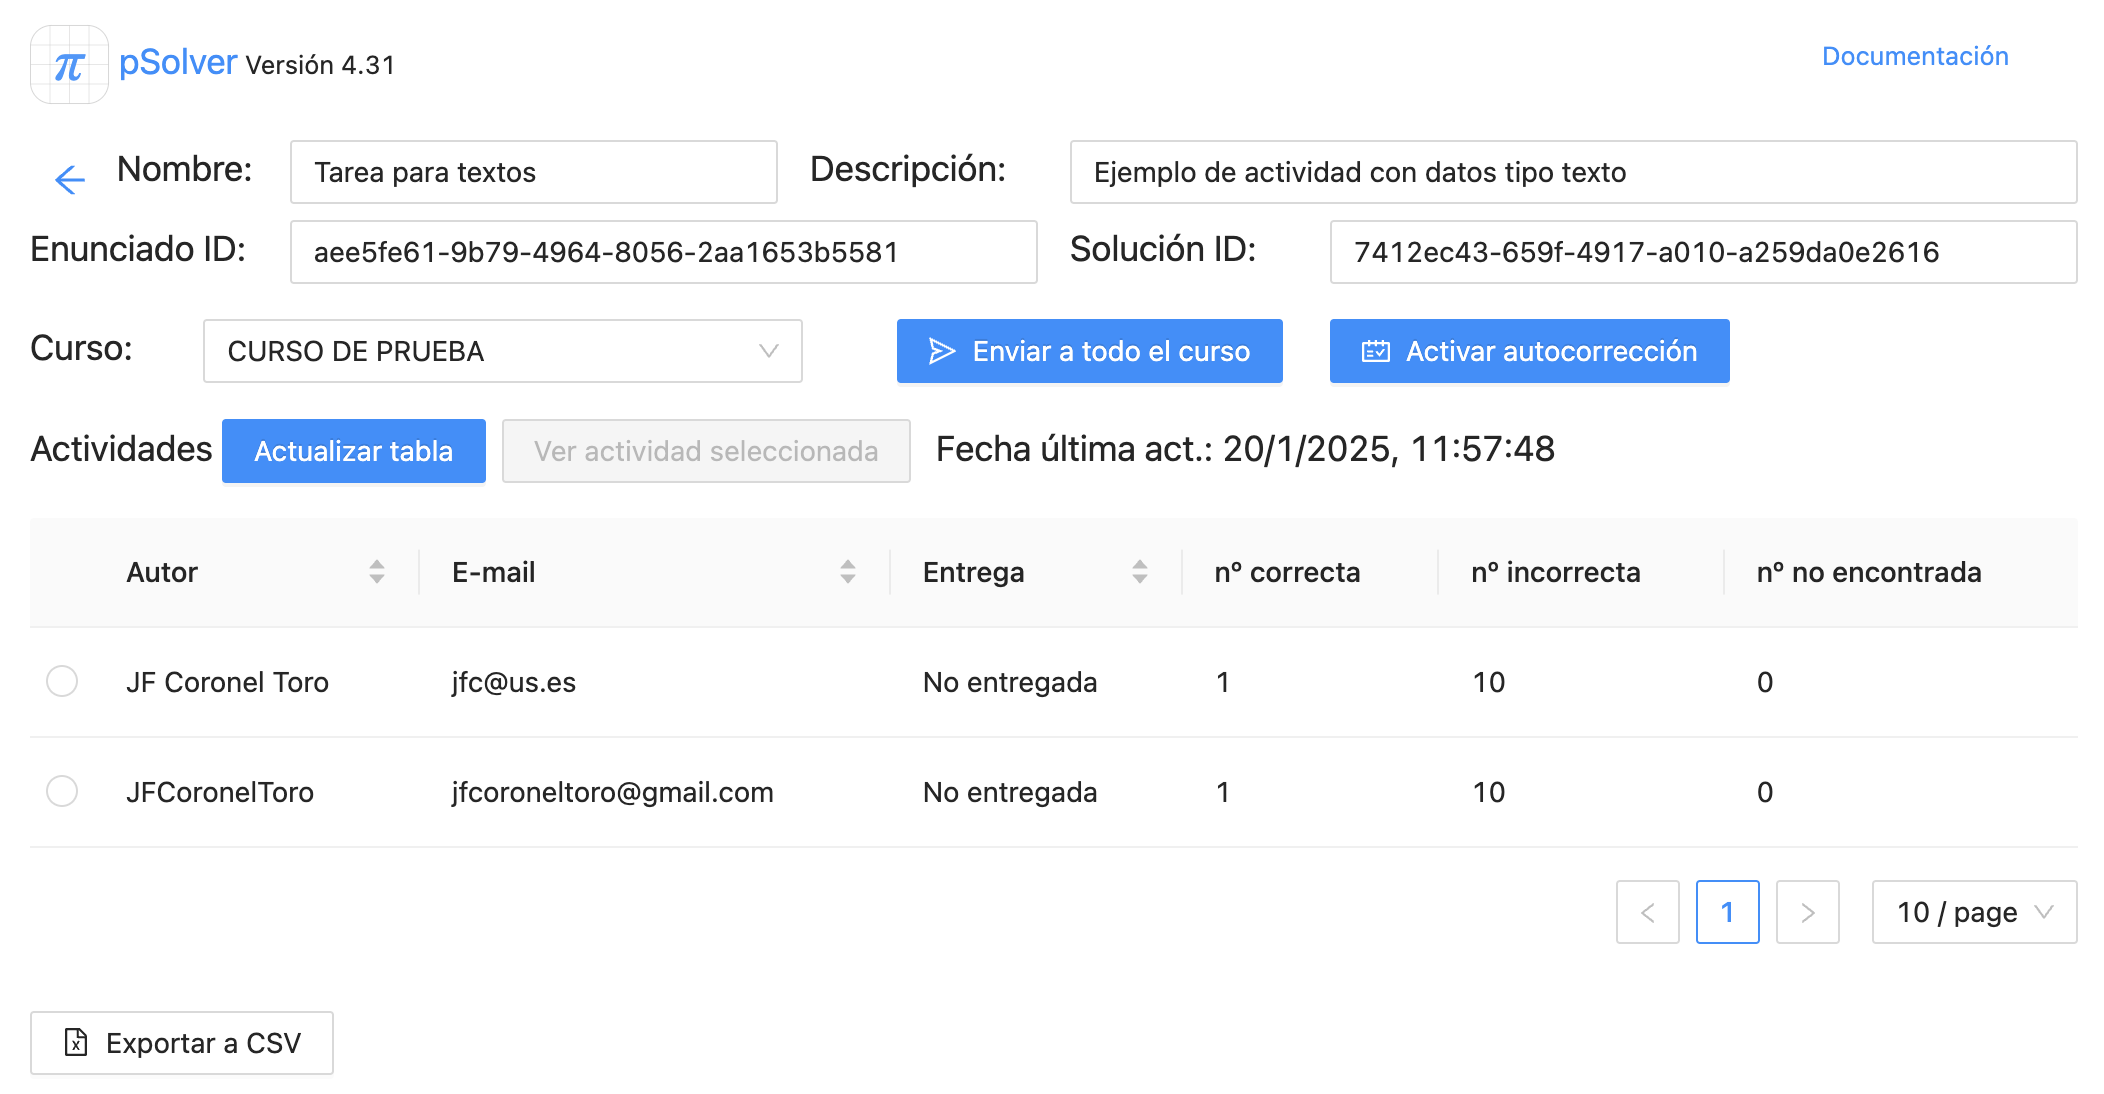 π pSolver Versión 4.31 Documentación
Nombre: Tarea para textos Descripción: Ejemplo de actividad con datos tipo texto
Enunciado ID: aee5fe61-9b79-4964-8056-2aa1653b5581 Solución ID: 7412ec43-659f-4917-a010-a259da0e2616
Curso: CURSO DE PRUEBA Enviar a todo el curso Activar autocorrección
Actividades Actualizar tabla Ver actividad seleccionada Fecha última act.: 20/1/2025, 11:57:48
Autor E-mail Entrega nº correcta nº incorrecta nº no encontrada
JF Coronel Toro jfc@us.es No entregada 1 10 0
JFCoronelToro jfcoroneltoro@gmail.com No entregada 1 10 0
< 1 > 10 / page
Exportar a CSV